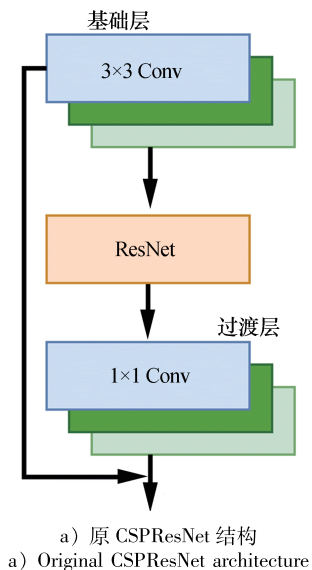 基础层
3×3 Conv
ResNet
过渡层
1×1 Conv
a）原 CSPResNet 结构
a）Original CSPResNet architecture